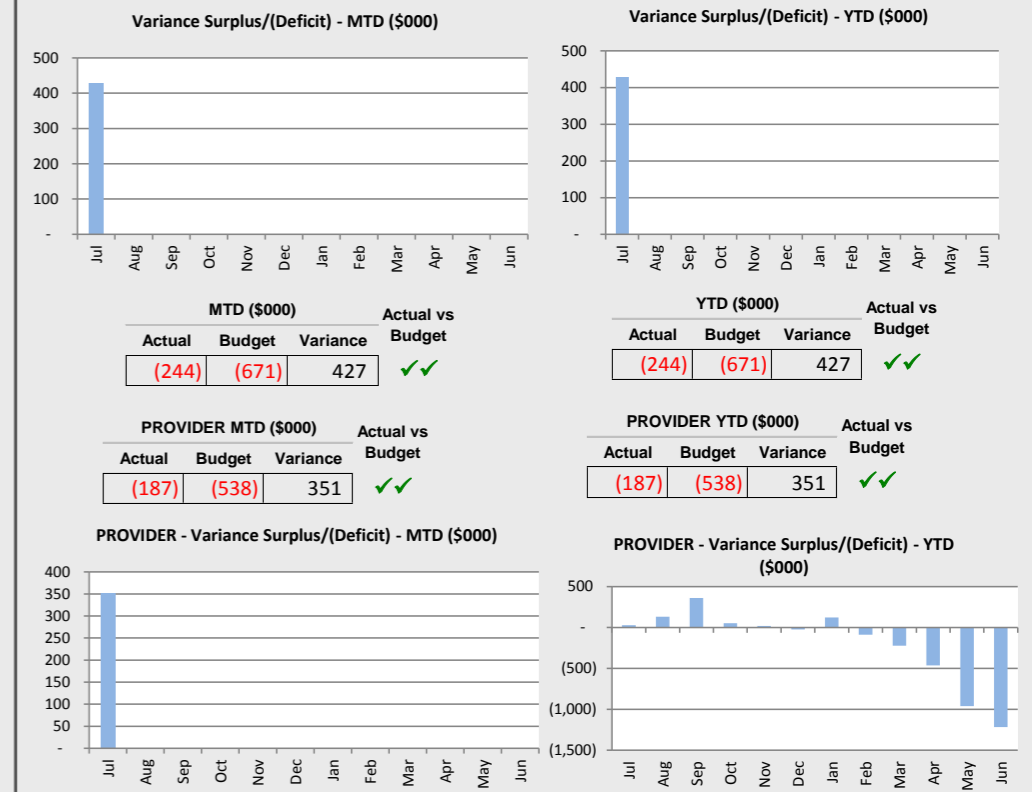 Variance Surplus/(Deficit) - MTD ($000)
500
400
300
200
100
-
Jul Aug Sep Oct Nov Dec Jan Feb Mar Apr May Jun
Variance Surplus/(Deficit) - YTD ($000)
500
400
300
200
100
-
Jul Aug Sep Oct Nov Dec Jan Feb Mar Apr May Jun
MTD ($000)
Actual vs
Budget
Actual Budget Variance
(244) (671) 427 ✓✓
YTD ($000)
Actual vs
Budget
Actual Budget Variance
(244) (671) 427 ✓✓
PROVIDER MTD ($000)
Actual vs
Budget
Actual Budget Variance
(187) (538) 351 ✓✓
PROVIDER YTD ($000)
Actual vs
Budget
Actual Budget Variance
(187) (538) 351 ✓✓
PROVIDER - Variance Surplus/(Deficit) - MTD ($000)
400
350
300
250
200
150
100
50
-
Jul Aug Sep Oct Nov Dec Jan Feb Mar Apr May Jun
PROVIDER - Variance Surplus/(Deficit) - YTD
($000)
500
-
(500)
(1,000)
(1,500)
Jul Aug Sep Oct Nov Dec Jan Feb Mar Apr May Jun